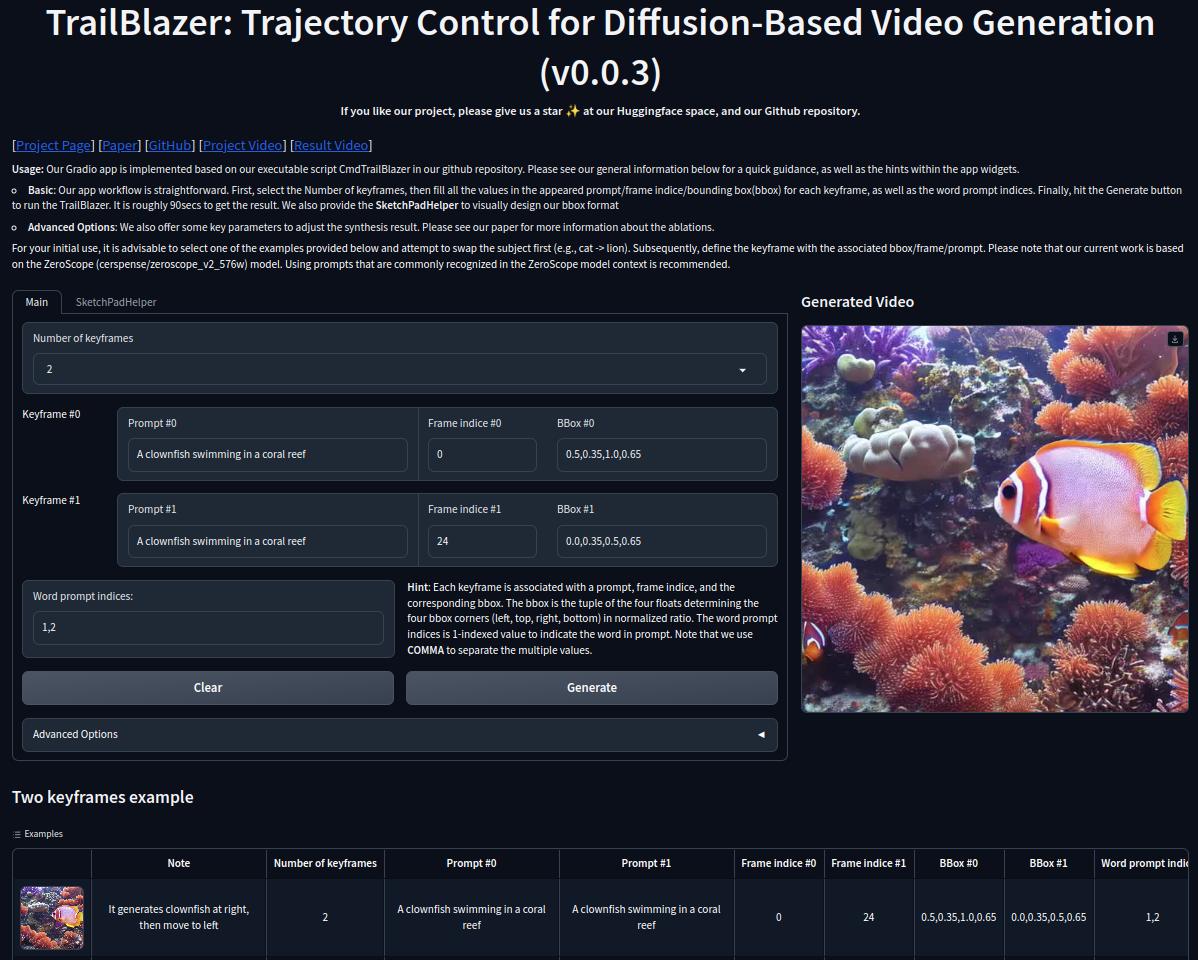 TrailBlazer: Trajectory Control for Diffusion-Based Video Generation
(v0.0.3)
If you like our project, please give us a star ✨ at our Huggingface space, and our Github repository.
[Project Page] [Paper] [GitHub] [Project Video] [Result Video]
Usage: Our Gradio app is implemented based on our executable script CmdTrailBlazer in our github repository. Please see our general information below for a quick guidance, as well as the hints within the app widgets.
Basic: Our app workflow is straightforward. First, select the Number of keyframes, then fill all the values in the appeared prompt/frame indice/bounding box(bbox) for each keyframe, as well as the word prompt indices. Finally, hit the Generate button
to run the TrailBlazer. It is roughly 90secs to get the result. We also provide the SketchPadHelper to visually design our bbox format
Advanced Options: We also offer some key parameters to adjust the synthesis result. Please see our paper for more information about the ablations.
For your initial use, it is advisable to select one of the examples provided below and attempt to swap the subject first (e.g., cat -> lion). Subsequently, define the keyframe with the associated bbox/frame/prompt. Please note that our current work is based
on the ZeroScope (cerspense/zeroscope_v2_576w) model. Using prompts that are commonly recognized in the ZeroScope model context is recommended.
Main SketchPadHelper
Generated Video
Number of keyframes
2
Keyframe #0
Prompt #0 Frame indice #0 BBox #0
A clownfish swimming in a coral reef 0 0.5,0.35,1.0,0.65
Keyframe #1
Prompt #1 Frame indice #1 BBox #1
A clownfish swimming in a coral reef 24 0.0,0.35,0.5,0.65
Word prompt indices:
1,2
Hint: Each keyframe is associated with a prompt, frame indice, and the
corresponding bbox. The bbox is the tuple of the four floats determining the
four bbox corners (left, top, right, bottom) in normalized ratio. The word prompt
indices is 1-indexed value to indicate the word in prompt. Note that we use
COMMA to separate the multiple values.
Clear Generate
Advanced Options
Two keyframes example
Examples
Note Number of keyframes Prompt #0 Prompt #1 Frame indice #0 Frame indice #1 BBox #0 BBox #1 Word prompt indic
It generates clownfish at right, 2 A clownfish swimming in a coral A clownfish swimming in a coral 0 24 0.5,0.35,1.0,0.65 0.0,0.35,0.5,0.65 1,2
then move to left reef reef